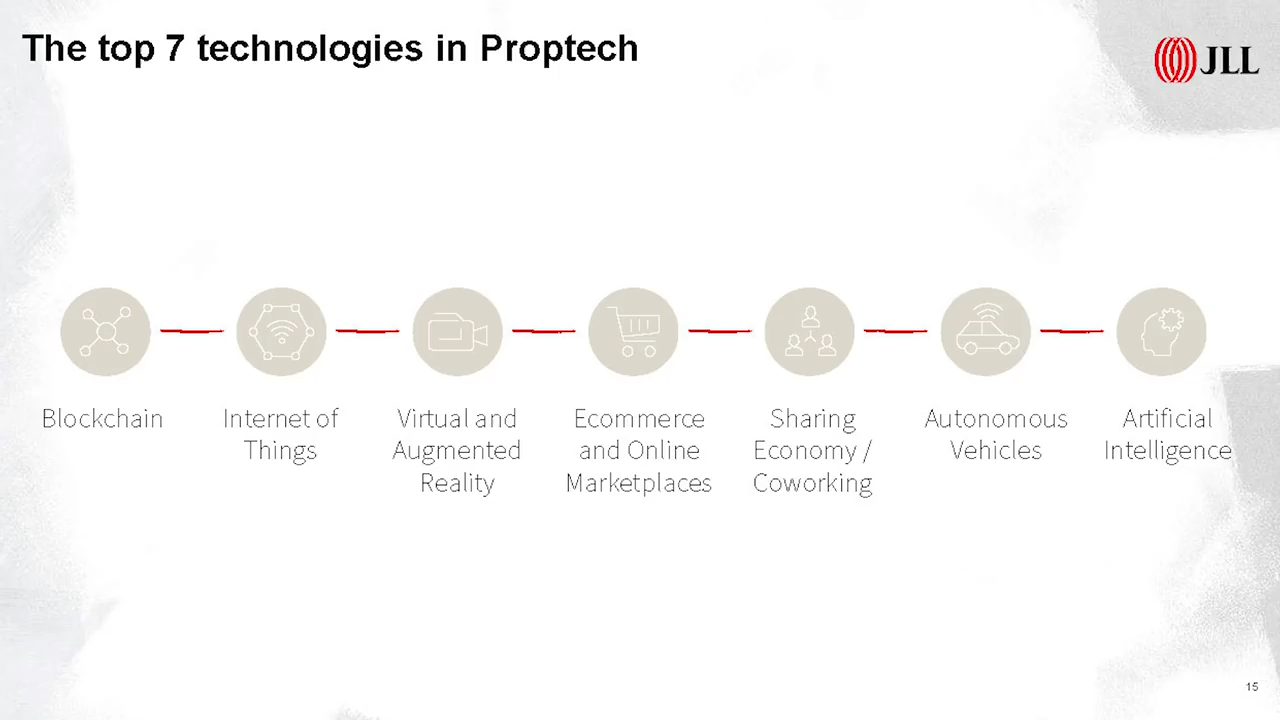 The top 7 technologies in Proptech
JLL
Blockchain
Internet of
Things
Virtual and
Augmented
Reality
Ecommerce
and Online
Marketplaces
Sharing
Economy /
Coworking
Autonomous
Vehicles
Artificial
Intelligence
15